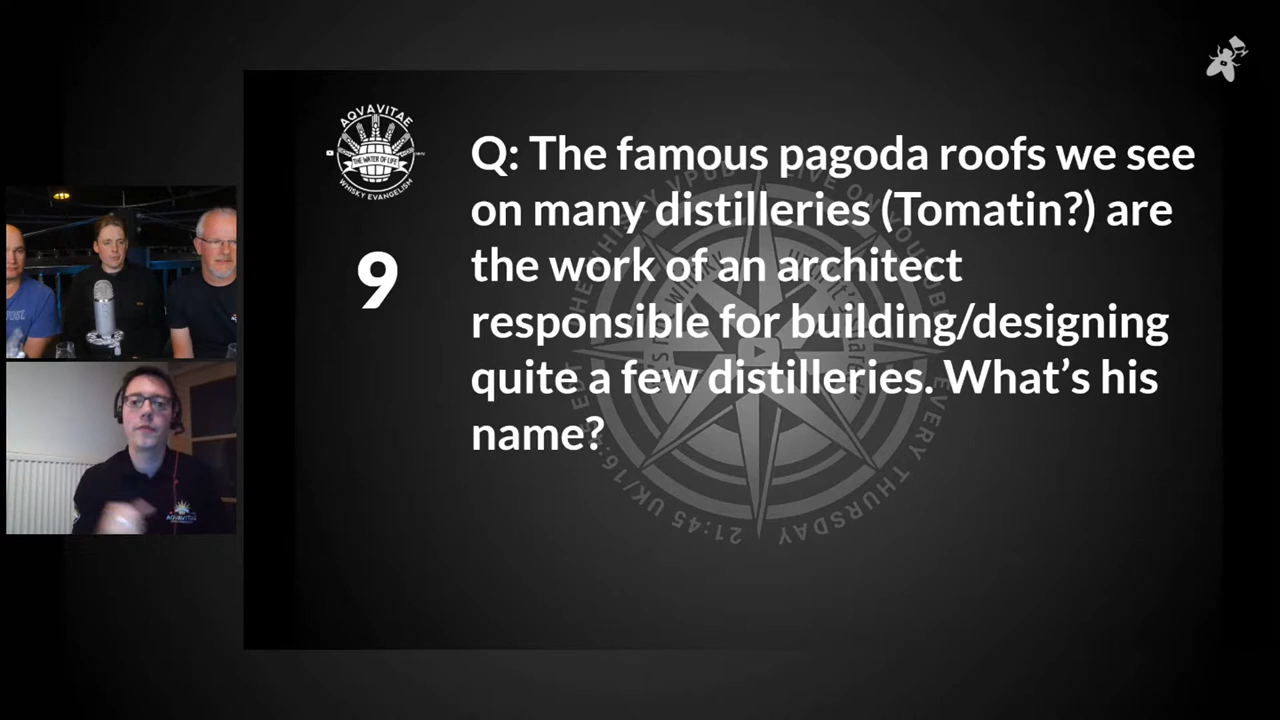 AQVAVITAE
THE WATER OF LIFE
WHISKY EVANGELISM
9
Q: The famous pagoda roofs we see
on many distilleries (Tomatin?) are
the work of an architect
responsible for building/designing
quite a few distilleries. What’s his
name?
EVERY THURSDAY
21:45 UK/16:
AQVAVITAE